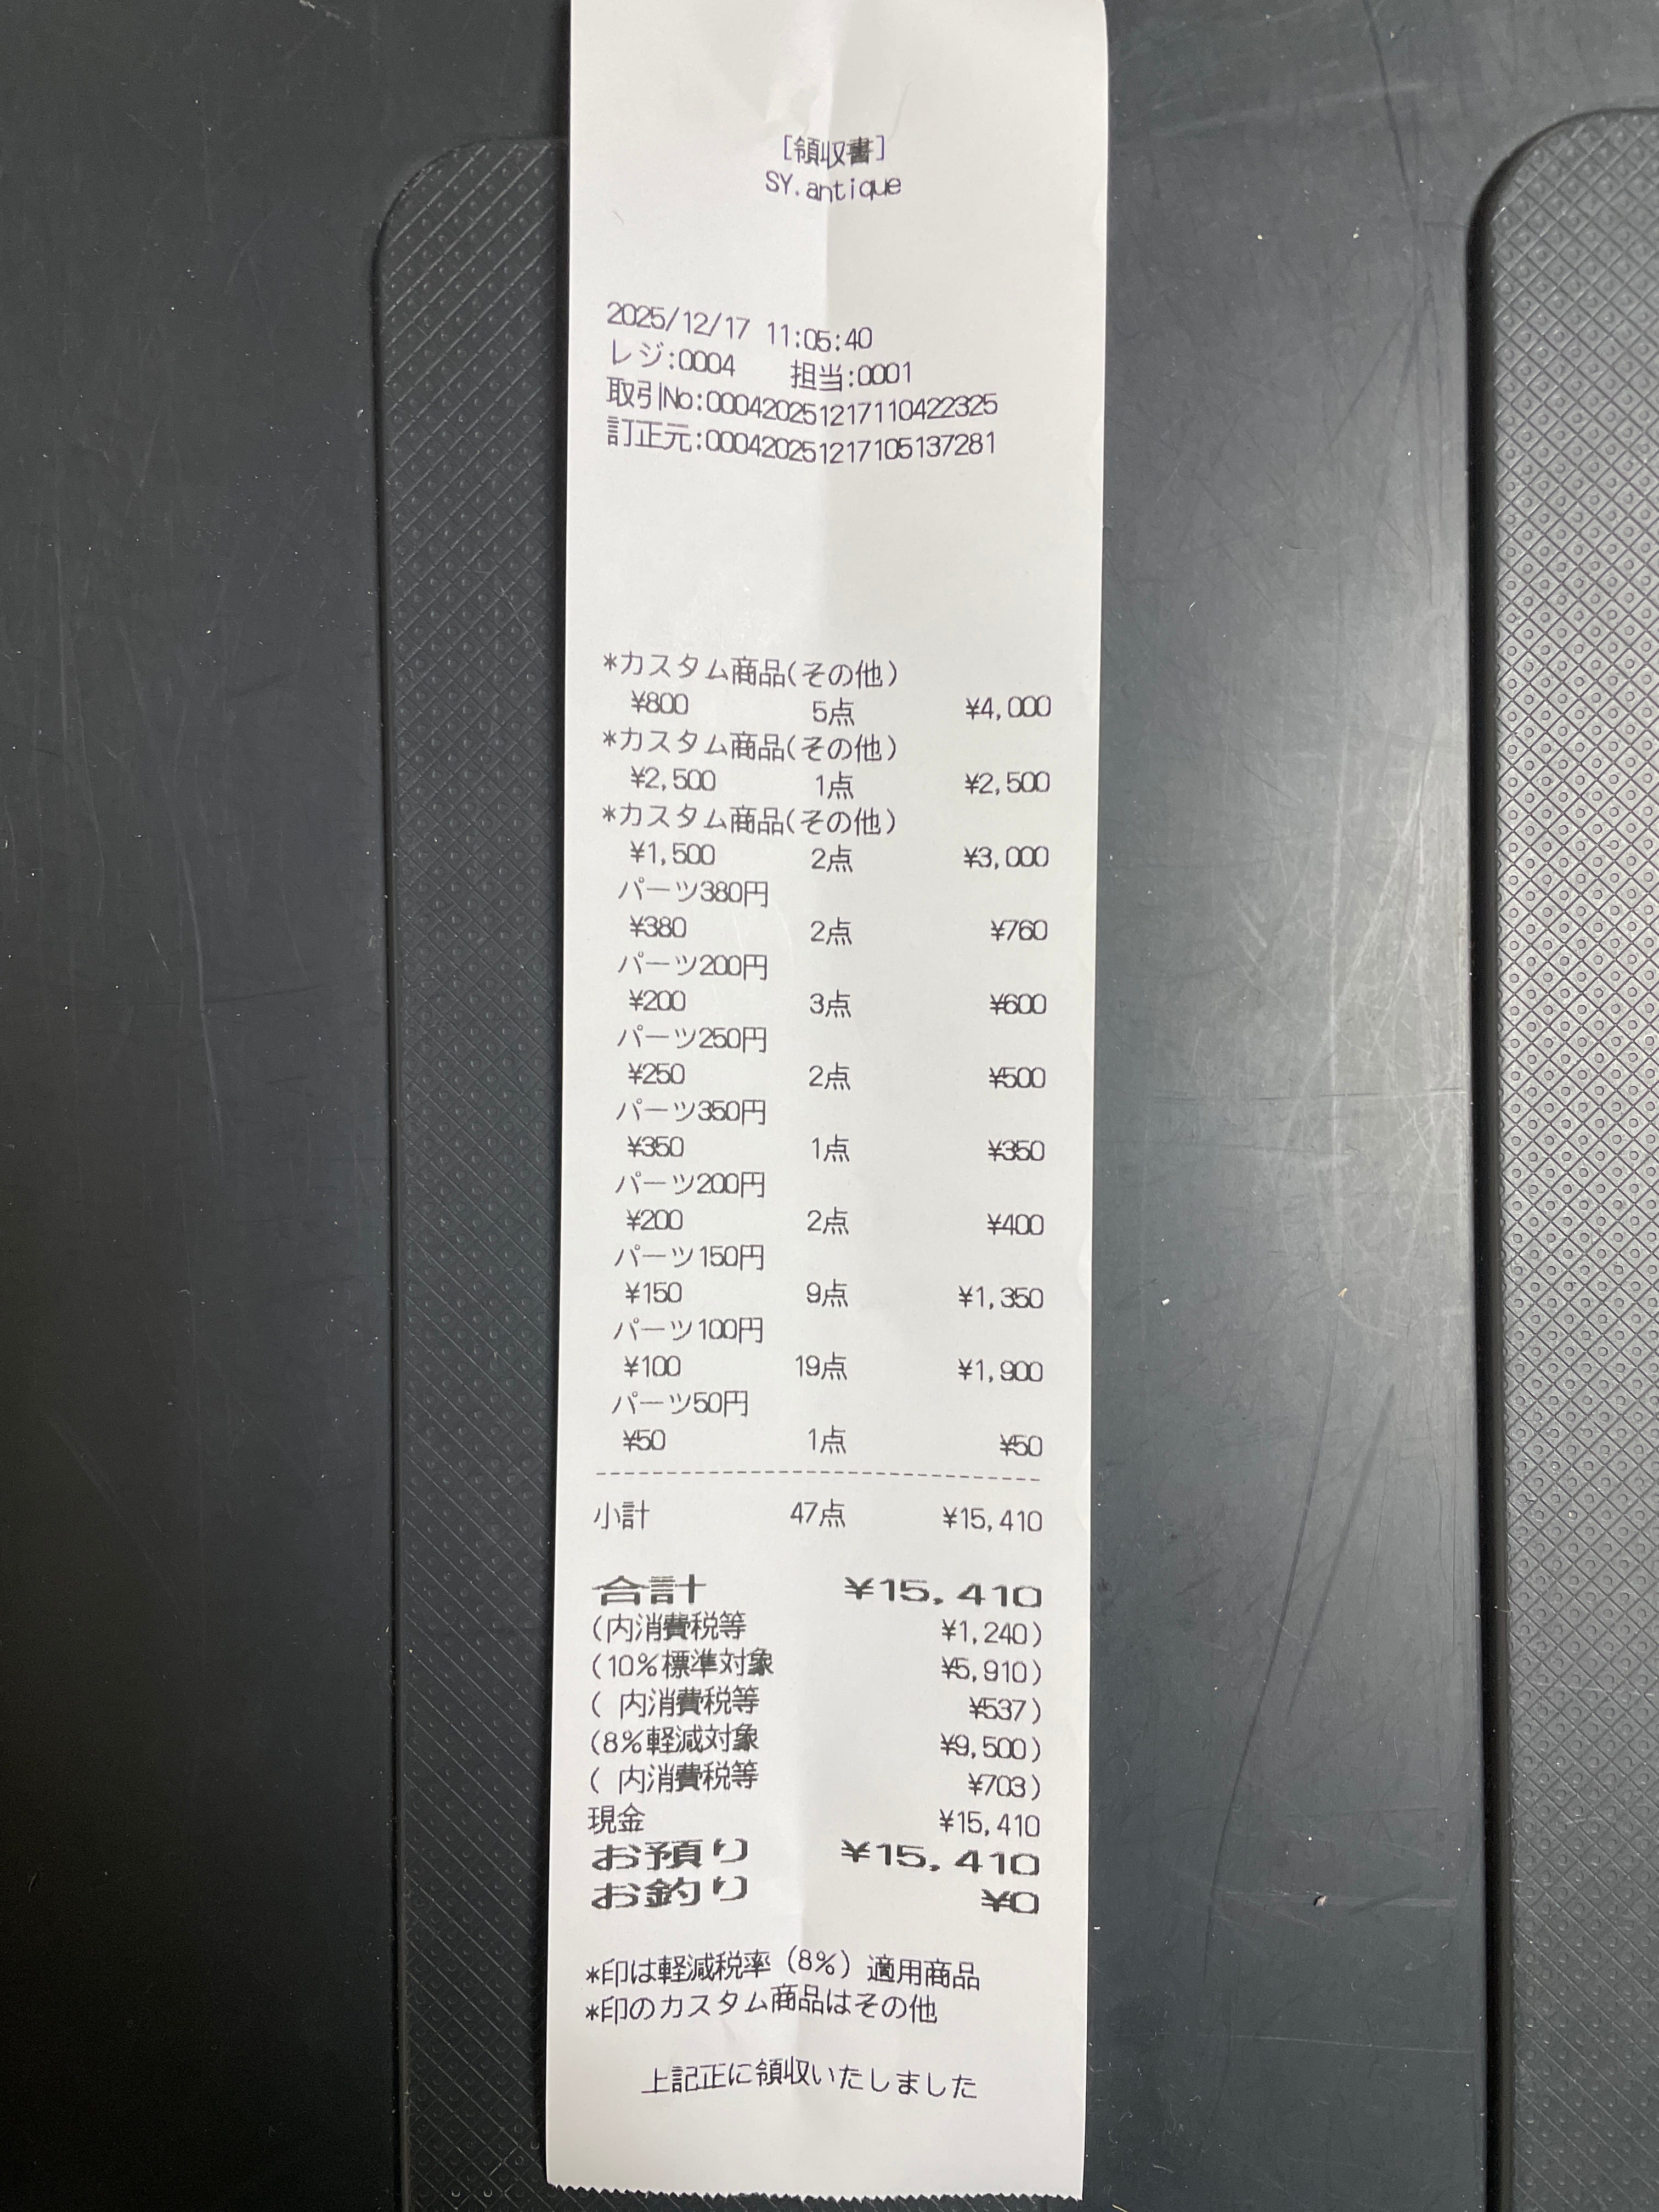 [領収書]
SY.antique
2025/12/17 11:05:40
レジ:0004 担当:0001
取引No:00042025121711042​2325
訂正元:000420251217105137281
*カスタム商品(その他)
¥800 5点 ¥4,000
*カスタム商品(その他)
¥2,500 1点 ¥2,500
*カスタム商品(その他)
¥1,500 2点 ¥3,000
パーツ380円
¥380 2点 ¥760
パーツ200円
¥200 3点 ¥600
パーツ250円
¥250 2点 ¥500
パーツ350円
¥350 1点 ¥350
パーツ200円
¥200 2点 ¥400
パーツ150円
¥150 9点 ¥1,350
パーツ100円
¥100 19点 ¥1,900
パーツ50円
¥50 1点 ¥50
小計 47点 ¥15,410
合計 ¥15,410
(内消費税等 ¥1,240)
(10%標準対象 ¥5,910)
( 内消費税等 ¥537)
(8%軽減対象 ¥9,500)
( 内消費税等 ¥703)
現金 ¥15,410
お預り ¥15,410
お釣り ¥0
*印は軽減税率(8%)適用商品
*印のカスタム商品はその他
上記正に領収いたしました